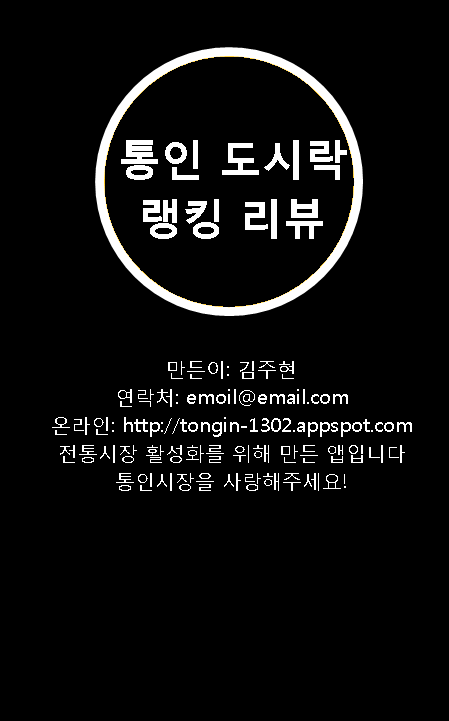 통인 도시락
랭킹 리뷰
만든이: 김주현
연락처: emoil@email.com
온라인: http://tongin-1302.appspot.com
전통시장 활성화를 위해 만든 앱입니다
통인시장을 사랑해주세요!